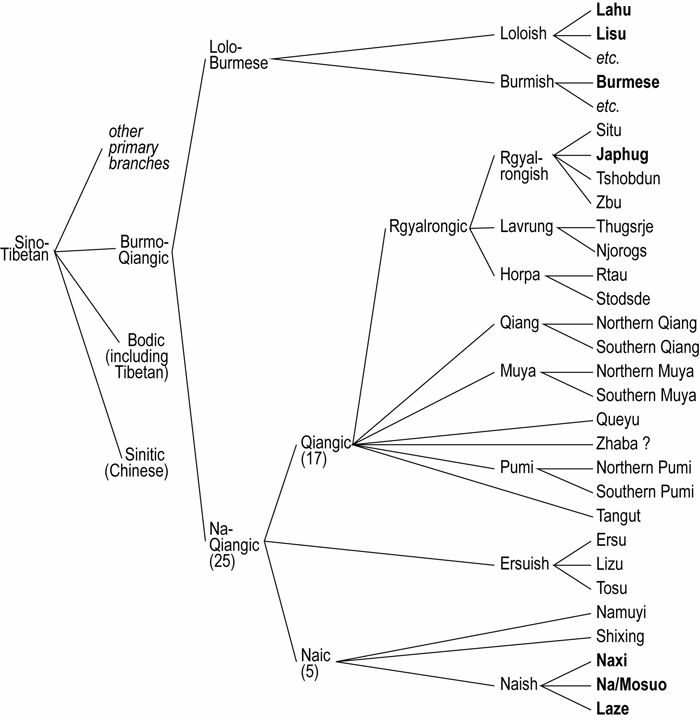 Sino-
Tibetan
other
primary
branches
Burmo-
Qiangic
Bodic
(including
Tibetan)
Sinitic
(Chinese)
Lolo-
Burmese
Na-
Qiangic
(25)
Loloish
Burmish
Lahu
Lisu
etc.
Burmese
etc.
Qiangic
(17)
Rgyalrongic
Rgyal-
rongish
Situ
Japhug
Tshobdun
Zbu
Lavrung
Thugsrje
Njorogs
Horpa
Rtau
Stodsde
Qiang
Northern Qiang
Southern Qiang
Muya
Northern Muya
Southern Muya
Queyu
Zhaba ?
Pumi
Northern Pumi
Southern Pumi
Tangut
Ersuish
Ersu
Lizu
Tosu
Naic
(5)
Namuyi
Shixing
Naish
Naxi
Na/Mosuo
Laze